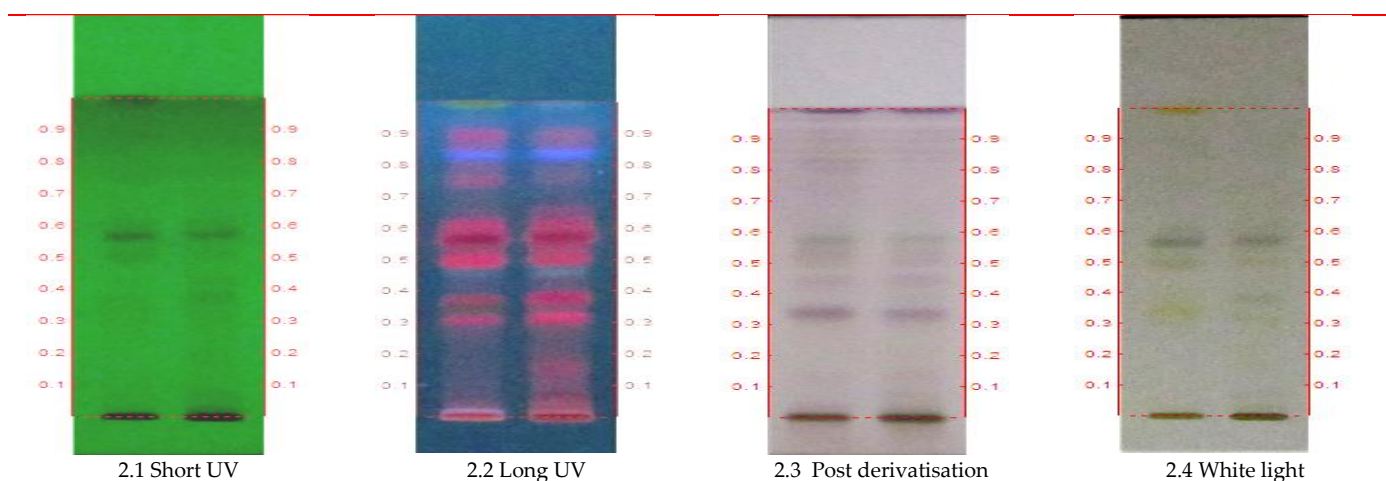 0.9 0.9 0.9 0.9 0.9 0.9 0.9 0.9
0.8 0.8 0.8 0.8 0.8 0.8 0.8 0.8
0.7 0.7 0.7 0.7 0.7 0.7 0.7 0.7
0.6 0.6 0.6 0.6 0.6 0.6 0.6 0.6
0.5 0.5 0.5 0.5 0.5 0.5 0.5 0.5
0.4 0.4 0.4 0.4 0.4 0.4 0.4 0.4
0.3 0.3 0.3 0.3 0.3 0.3 0.3 0.3
0.2 0.2 0.2 0.2 0.2 0.2 0.2 0.2
0.1 0.1 0.1 0.1 0.1 0.1 0.1 0.1
2.1 Short UV 2.2 Long UV 2.3 Post derivatisation 2.4 White light